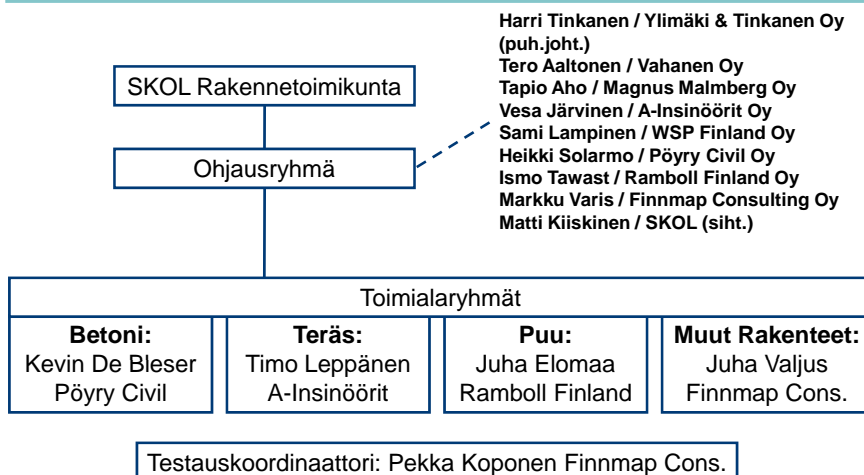 Harri Tinkanen / Ylimäki & Tinkanen Oy
(puh.joht.)
Tero Aaltonen / Vahanen Oy
Tapio Aho / Magnus Malmberg Oy
Vesa Järvinen / A-Insinöörit Oy
Sami Lampinen / WSP Finland Oy
Heikki Solarmo / Pöyry Civil Oy
Ismo Tawast / Ramboll Finland Oy
Markku Varis / Finnmap Consulting Oy
Matti Kiiskinen / SKOL (siht.)
SKOL Rakennetoimikunta
Ohjausryhmä
Toimialaryhmät
Betoni:
Kevin De Bleser
Pöyry Civil
Teräs:
Timo Leppänen
A-Insinöörit
Puu:
Juha Elomaa
Ramboll Finland
Muut Rakenteet:
Juha Valjus
Finnmap Cons.
Testauskoordinaattori: Pekka Koponen Finnmap Cons.